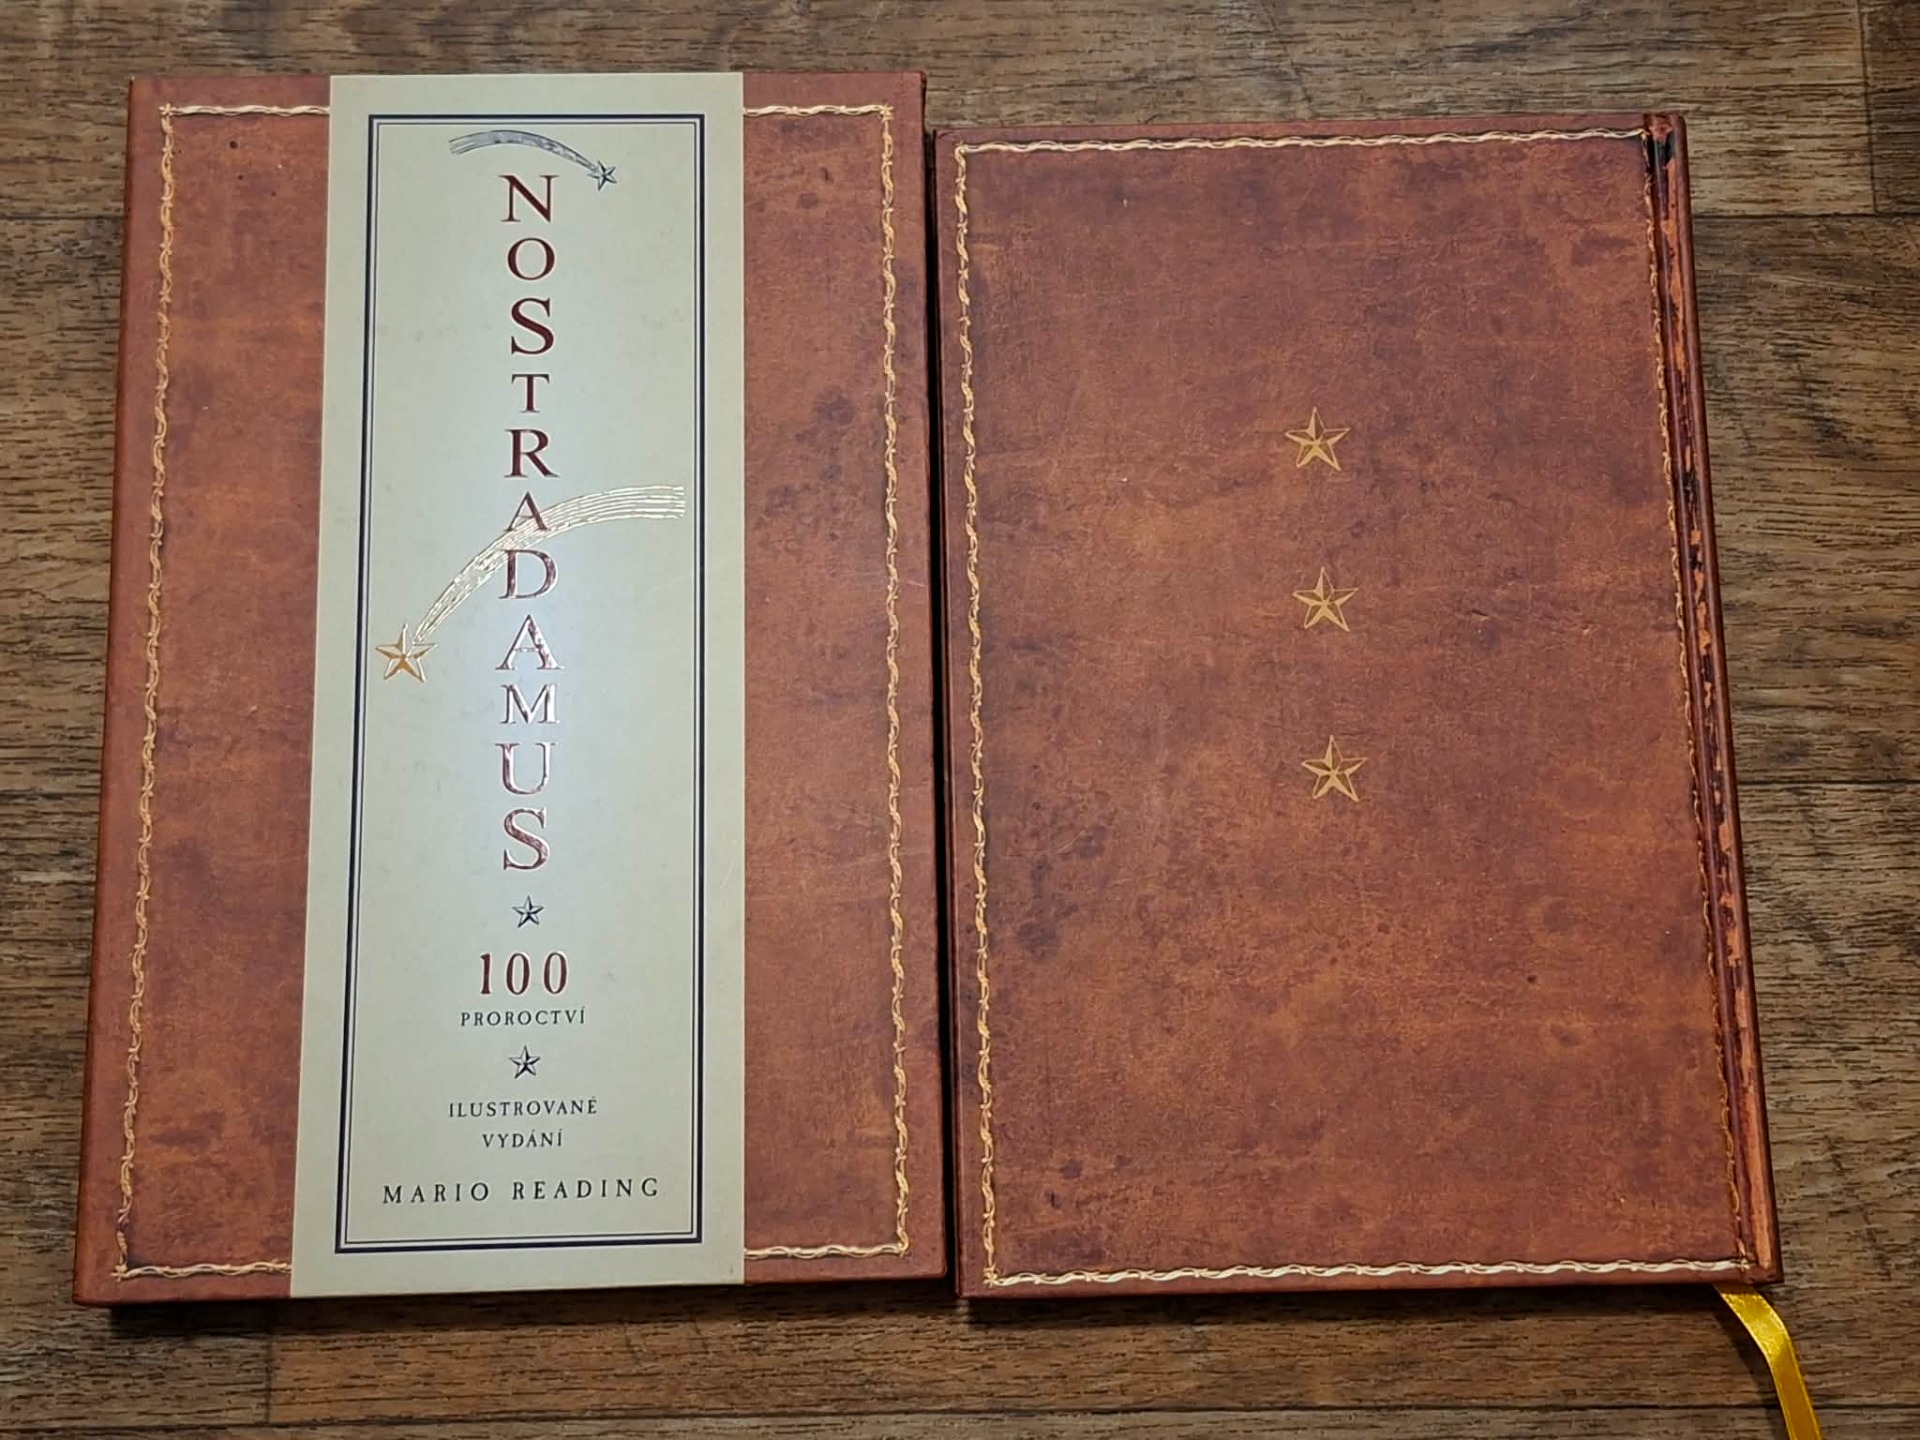 NOSTRADAMUS
100
PROROCTVÍ
ILUSTROVANÉ
VYDÁNÍ
MARIO READING